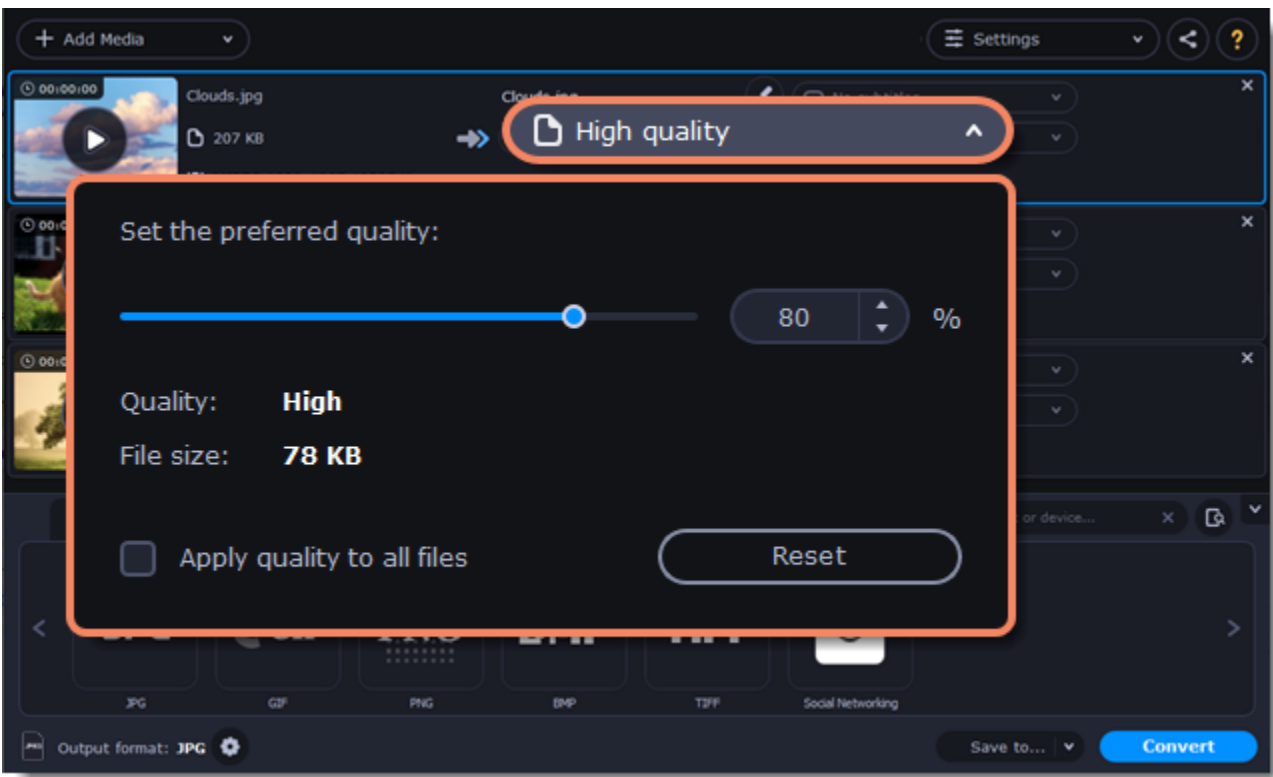 Add Media
Settings
?
00:00:00
Clouds.jpg
207 KB
High quality
Set the preferred quality:
80
%
Quality: High
File size: 78 KB
Apply quality to all files
Reset
or device...
JPG
GIF
PNG
BMP
TIFF
Social Networking
Output format: JPG
Save to...
Convert